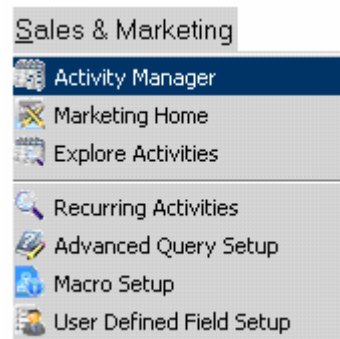 Sales & Marketing
Activity Manager
Marketing Home
Explore Activities
Recurring Activities
Advanced Query Setup
Macro Setup
User Defined Field Setup